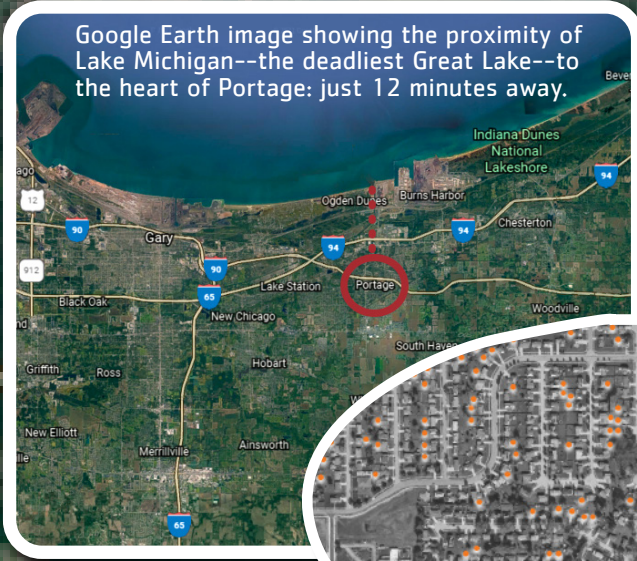 Google Earth image showing the proximity of
Lake Michigan--the deadliest Great Lake--to
the heart of Portage: just 12 minutes away.
Indiana Dunes
National
Lakeshore
94
12
Ogden Dunes
Burns Harbor
90
Gary
94
94
Chesterton
912
90
Lake Station
Portage
65
Black Oak
New Chicago
Woodville
South Haven
Hobart
Griffith
Ross
New Elliott
Merrillville
Ainsworth
65